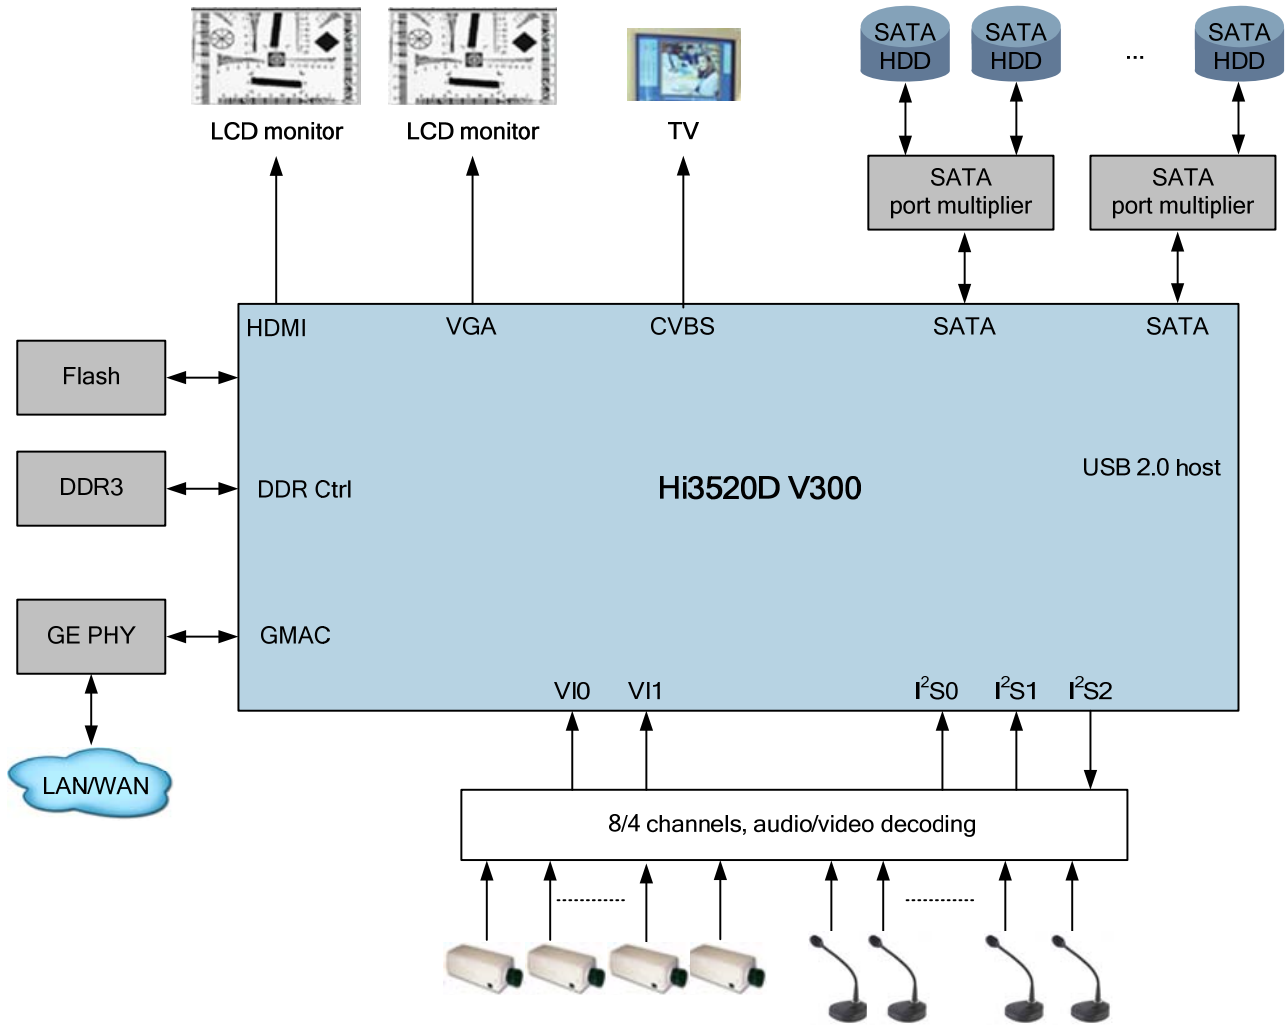 SATA
HDD
SATA
HDD
...
SATA
HDD
LCD monitor
LCD monitor
TV
SATA
port multiplier
SATA
port multiplier
HDMI
VGA
CVBS
SATA
SATA
Flash
DDR3
DDR Ctrl
Hi3520D V300
USB 2.0 host
GE PHY
GMAC
VI0
VI1
I²S0
I²S1
I²S2
LAN/WAN
8/4 channels, audio/video decoding